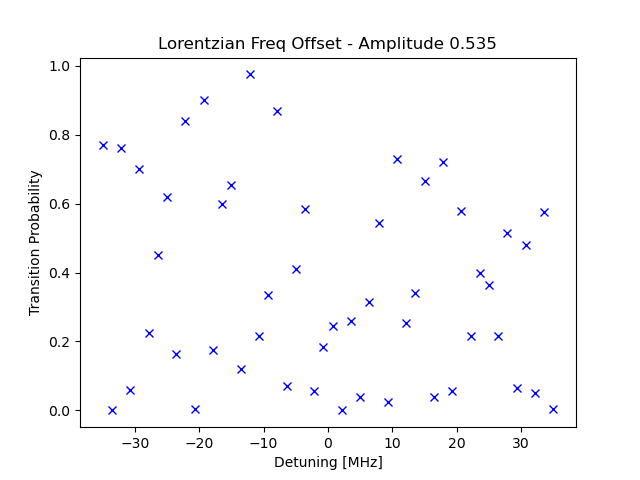 Lorentzian Freq Offset - Amplitude 0.535
1.0
0.8
0.6
0.4
0.2
0.0
Transition Probability
−30 −20 −10 0 10 20 30
Detuning [MHz]